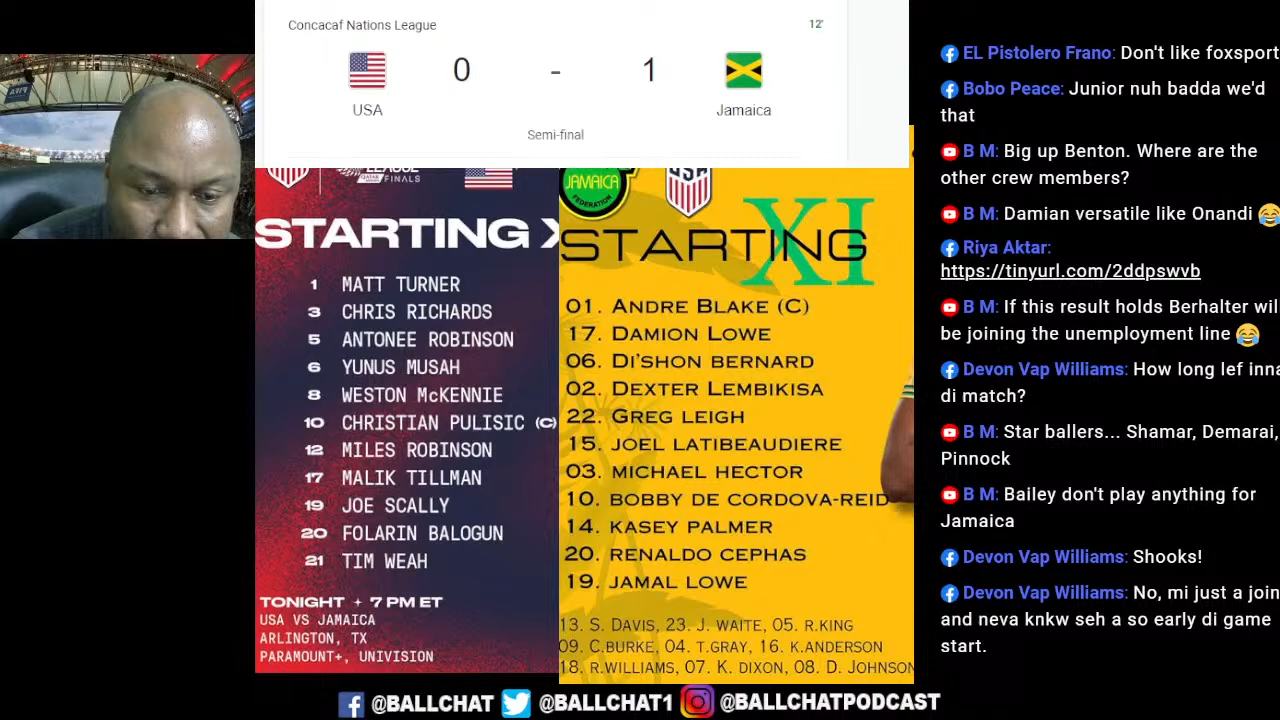 Concacaf Nations League
12'
0 - 1
USA
Jamaica
Semi-final
FINALS
STARTING X
1 MATT TURNER
3 CHRIS RICHARDS
5 ANTONEE ROBINSON
6 YUNUS MUSAH
8 WESTON McKENNIE
10 CHRISTIAN PULISIC (C)
12 MILES ROBINSON
17 MALIK TILLMAN
19 JOE SCALLY
20 FOLARIN BALOGUN
21 TIM WEAH
TONIGHT + 7 PM ET
USA VS JAMAICA
ARLINGTON, TX
PARAMOUNT+, UNIVISION
JAMAICA
FEDERATION
USA
STARTING
XI
01. ANDRE BLAKE (C)
17. DAMION LOWE
06. DI'SHON BERNARD
02. DEXTER LEMBIKISA
22. GREG LEIGH
15. JOEL LATIBEAUDIERE
03. MICHAEL HECTOR
10. BOBBY DE CORDOVA-REID
14. KASEY PALMER
20. RENALDO CEPHAS
19. JAMAL LOWE
13. S. DAVIS, 23. J. WAITE, 05. R.KING
09. C.BURKE, 04. T.GRAY, 16. K.ANDERSON
18. R.WILLIAMS, 07. K. DIXON, 08. D. JOHNSON
EL Pistolero Frano: Don't like foxsport
Bobo Peace: Junior nuh badda we'd
that
B M: Big up Benton. Where are the
other crew members?
B M: Damian versatile like Onandi 😂
Riya Aktar:
https://tinyurl.com/2ddpswvb
B M: If this result holds Berhalter wil
be joining the unemployment line 😂
Devon Vap Williams: How long lef inna
di match?
B M: Star ballers... Shamar, Demarai,
Pinnock
B M: Bailey don't play anything for
Jamaica
Devon Vap Williams: Shooks!
Devon Vap Williams: No, mi just a join
and neva knkw seh a so early di game
start.
@BALLCHAT @BALLCHAT1 @BALLCHATPODCAST